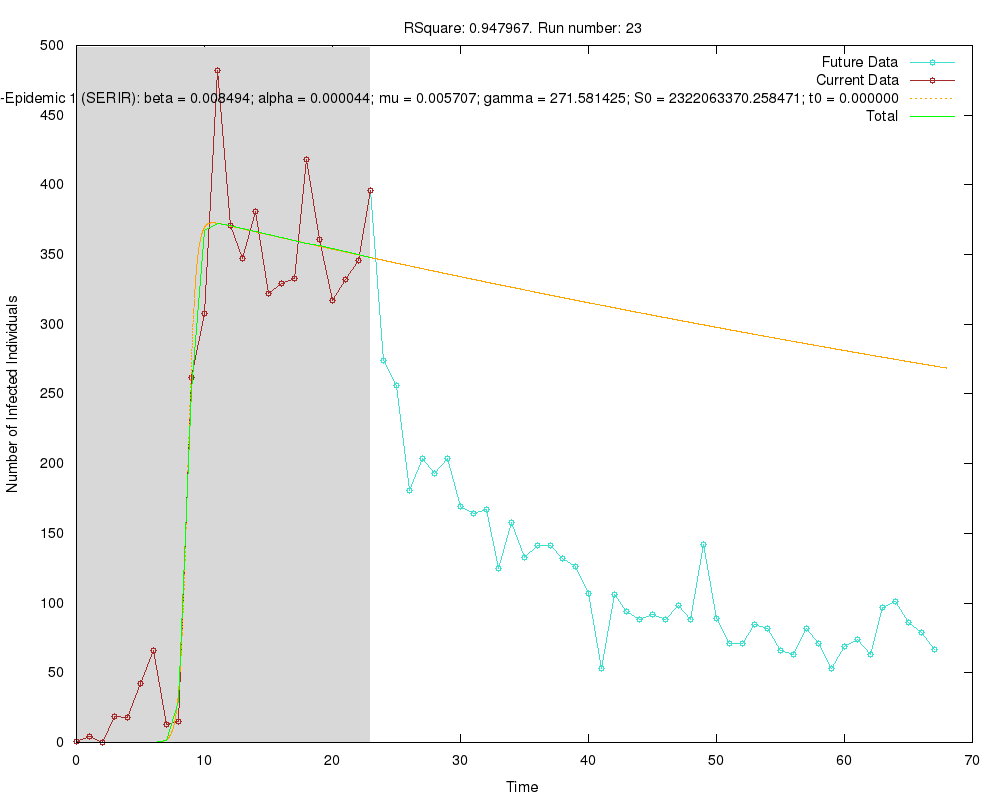 RSquare: 0.947967. Run number: 23
Future Data
Current Data
-Epidemic 1 (SERIR): beta = 0.008494; alpha = 0.000044; mu = 0.005707; gamma = 271.581425; S0 = 2322063370.258471; t0 = 0.000000
Total
500
450
400
350
300
250
200
150
100
50
0
Number of Infected Individuals
0 10 20 30 40 50 60 70
Time